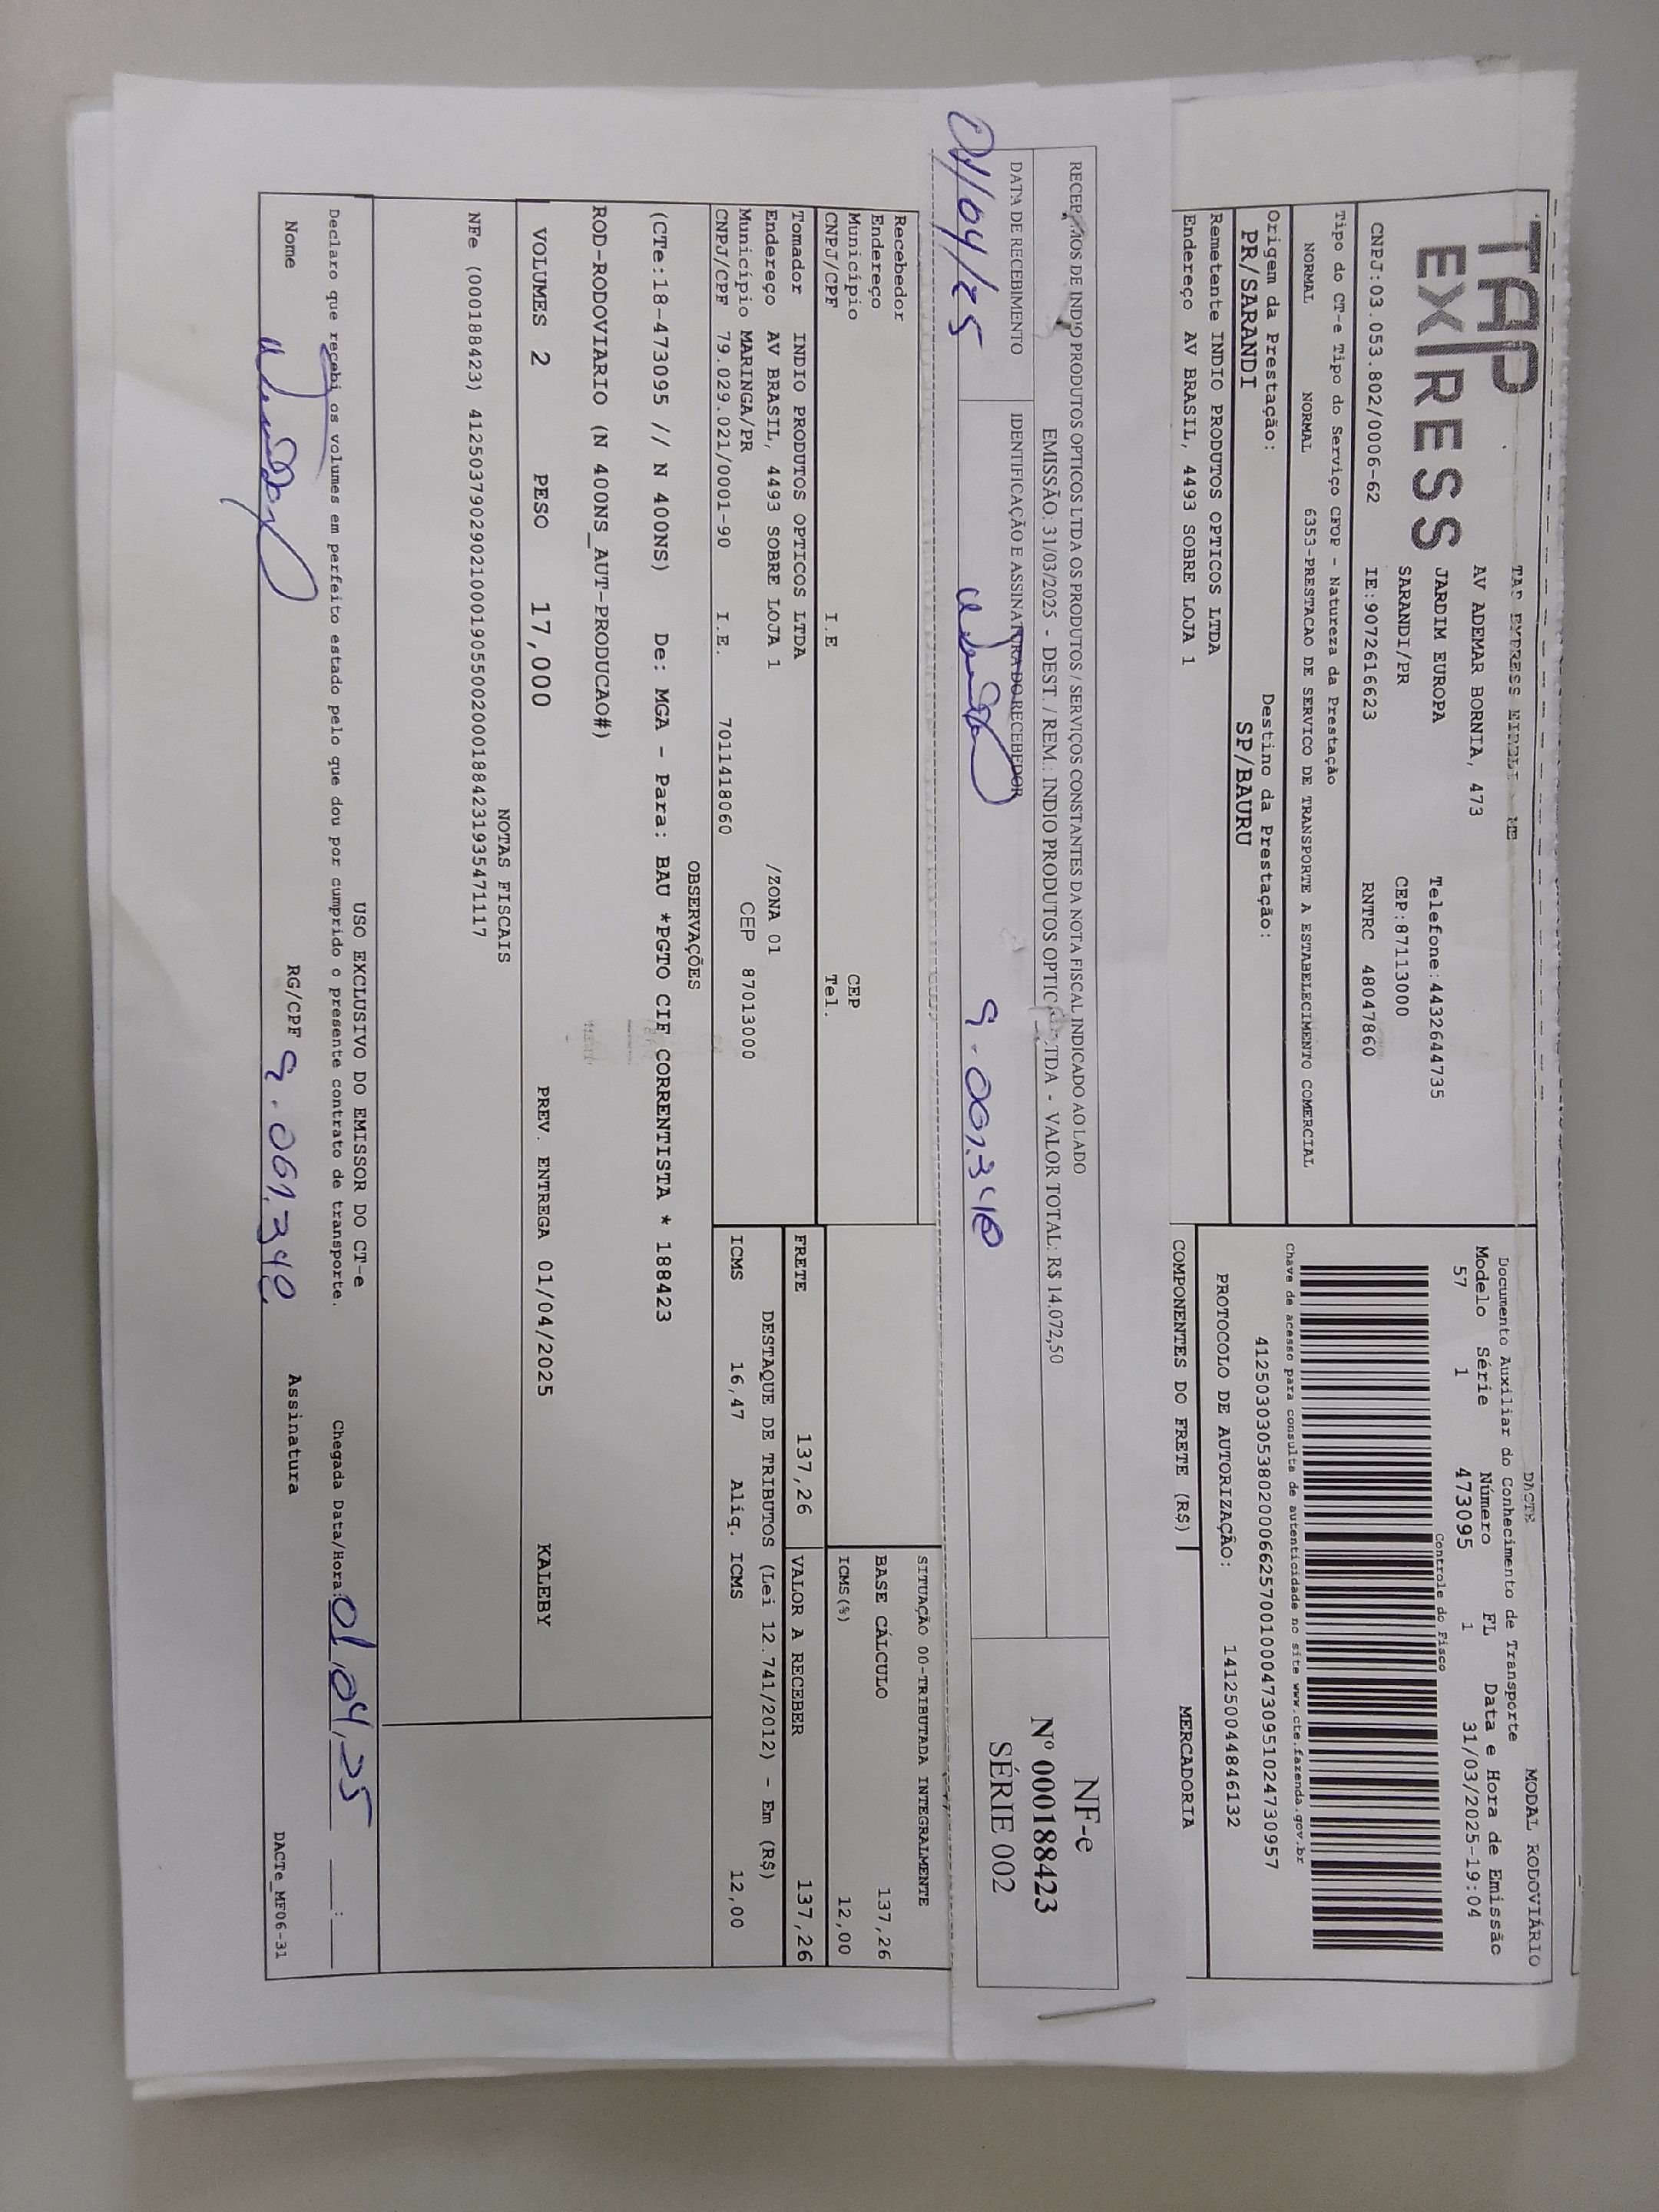 TAP
EXPRESS
TAP EXPRESS EIRELI - ME
AV ADEMAR BORNIA, 473
JARDIM EUROPA Telefone:4432644735
SARANDI/PR CEP:87113000
CNPJ:03.053.802/0006-62 IE:9072616623 RNTRC 48047860
DACTE MODAL RODOVIÁRIO
Documento Auxiliar do Conhecimento de Transporte
Modelo Série Número FL Data e Hora de Emissão
57 1 473095 1 31/03/2025-19:04
Controle do Fisco
Tipo do CT-e Tipo do Serviço CFOP - Natureza da Prestação
NORMAL NORMAL 6353-PRESTACAO DE SERVICO DE TRANSPORTE A ESTABELECIMENTO COMERCIAL
Chave de acesso para consulta de autenticidade no site www.cte.fazenda.gov.br
41250303053802000662570010004730951024730957
Origem da Prestação: Destino da Prestação:
PR/SARANDI SP/BAURU
PROTOCOLO DE AUTORIZAÇÃO: 141250044846132
Remetente INDIO PRODUTOS OPTICOS LTDA
Endereço AV BRASIL, 4493 SOBRE LOJA 1
COMPONENTES DO FRETE (R$) MERCADORIA
RECEBEMOS DE INDIO PRODUTOS OPTICOS LTDA OS PRODUTOS / SERVIÇOS CONSTANTES DA NOTA FISCAL INDICADO AO LADO
EMISSÃO: 31/03/2025 - DEST. / REM.: INDIO PRODUTOS OPTICOS LTDA - VALOR TOTAL: R$ 14.072,50
DATA DE RECEBIMENTO IDENTIFICAÇÃO E ASSINATURA DO RECEBEDOR
01/04/25 9.061.340
NF-e
Nº 000188423
SÉRIE 002
SITUAÇÃO 00-TRIBUTADA INTEGRALMENTE
Recebedor
Endereço
Município CEP
CNPJ/CPF I.E Tel.
BASE CÁLCULO 137,26
ICMS(%) 12,00
Tomador INDIO PRODUTOS OPTICOS LTDA
Endereço AV BRASIL, 4493 SOBRE LOJA 1 /ZONA 01
Município MARINGA/PR CEP 87013000
CNPJ/CPF 79.029.021/0001-90 I.E. 7011418060
FRETE 137,26 VALOR A RECEBER 137,26
DESTAQUE DE TRIBUTOS (Lei 12.741/2012) - Em (R$)
ICMS 16,47 Aliq. ICMS 12,00
OBSERVAÇÕES
(CTe:18-473095 // N 400NS) De: MGA - Para: BAU *PGTO CIF CORRENTISTA * 188423
ROD-RODOVIARIO (N 400NS_AUT-PRODUCAO#)
VOLUMES 2 PESO 17,000 PREV. ENTREGA 01/04/2025 KALEBY
NOTAS FISCAIS
NFe (000188423) 41250379029021000190550020001884231935471117
USO EXCLUSIVO DO EMISSOR DO CT-e
Declaro que recebi os volumes em perfeito estado pelo que dou por cumprido o presente contrato de transporte. Chegada Data/Hora: 01/04/25 ___:___
Nome RG/CPF 9.061.340 Assinatura
DACTe_MF06-31